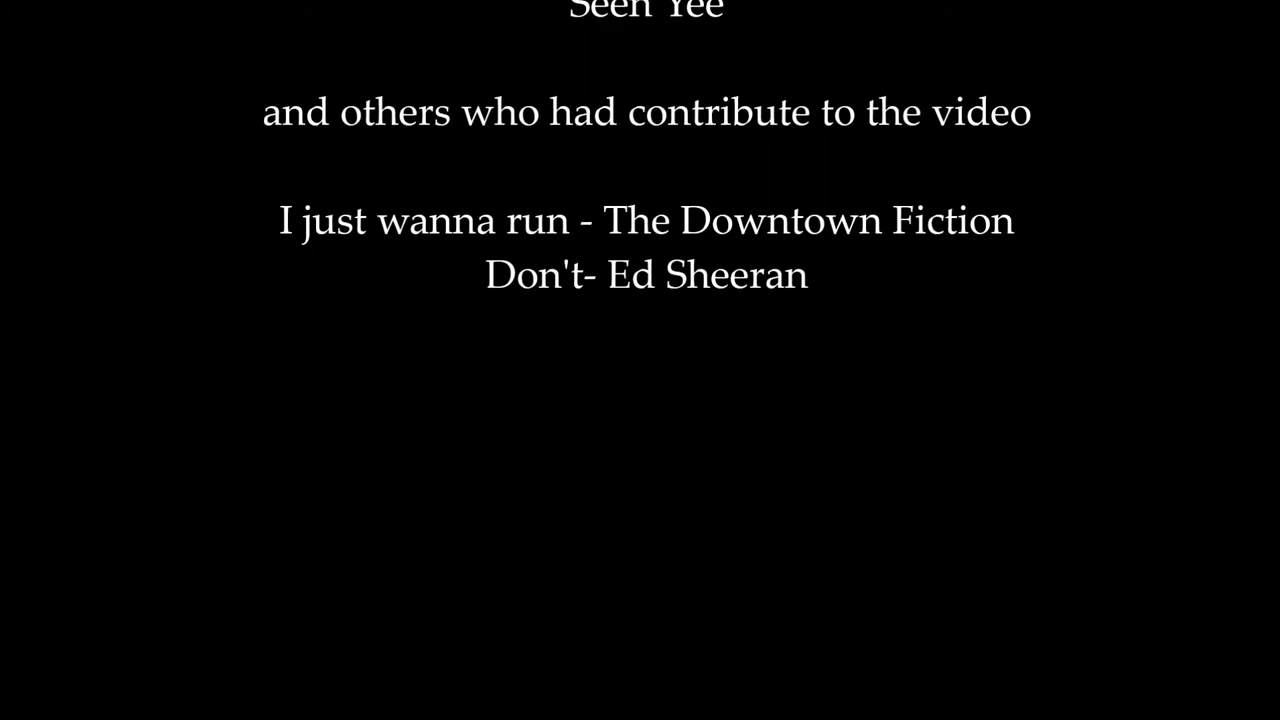 Seen Yee
and others who had contribute to the video
I just wanna run - The Downtown Fiction
Don't- Ed Sheeran